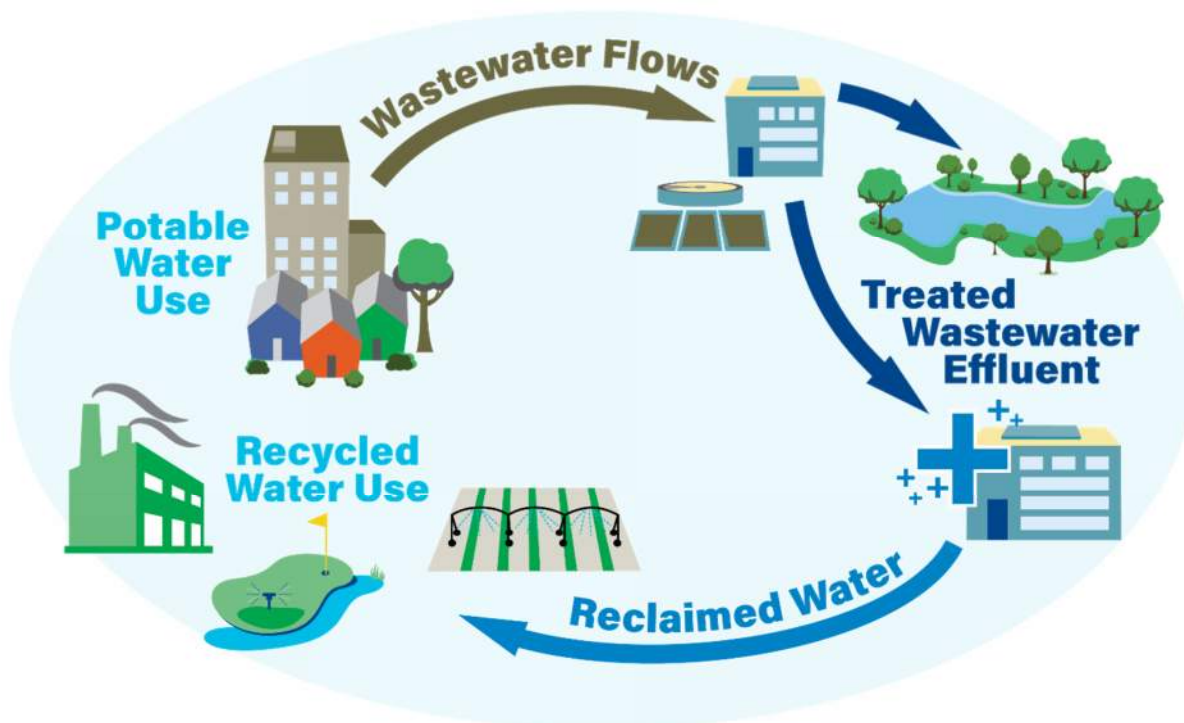 Wastewater Flows
Potable
Water
Use
Treated
Wastewater
Effluent
Recycled
Water Use
Reclaimed Water